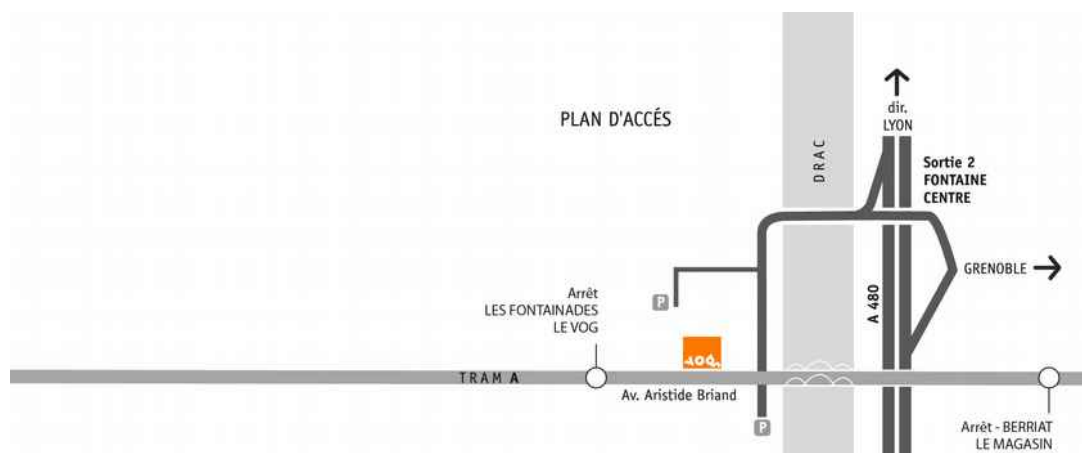 PLAN D'ACCÉS
DRAC
dir.
LYON
Sortie 2
FONTAINE
CENTRE
GRENOBLE
A 480
Arrêt
LES FONTAINADES
LE VOG
P
VOG
TRAM A
Av. Aristide Briand
P
Arrêt - BERRIAT
LE MAGASIN